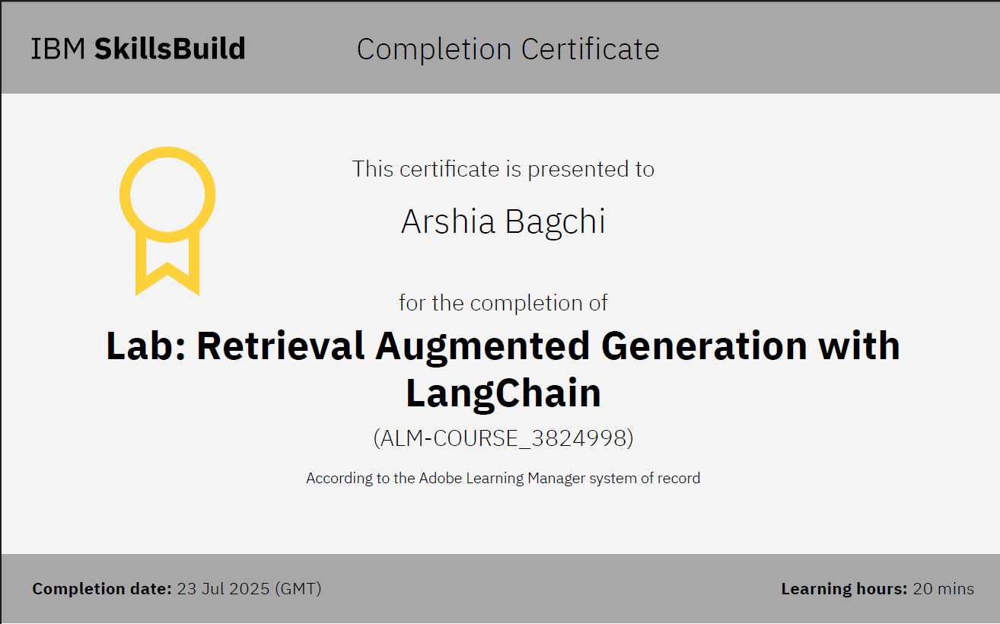 IBM SkillsBuild
Completion Certificate
This certificate is presented to
Arshia Bagchi
for the completion of
Lab: Retrieval Augmented Generation with
LangChain
(ALM-COURSE_3824998)
According to the Adobe Learning Manager system of record
Completion date: 23 Jul 2025 (GMT)
Learning hours: 20 mins